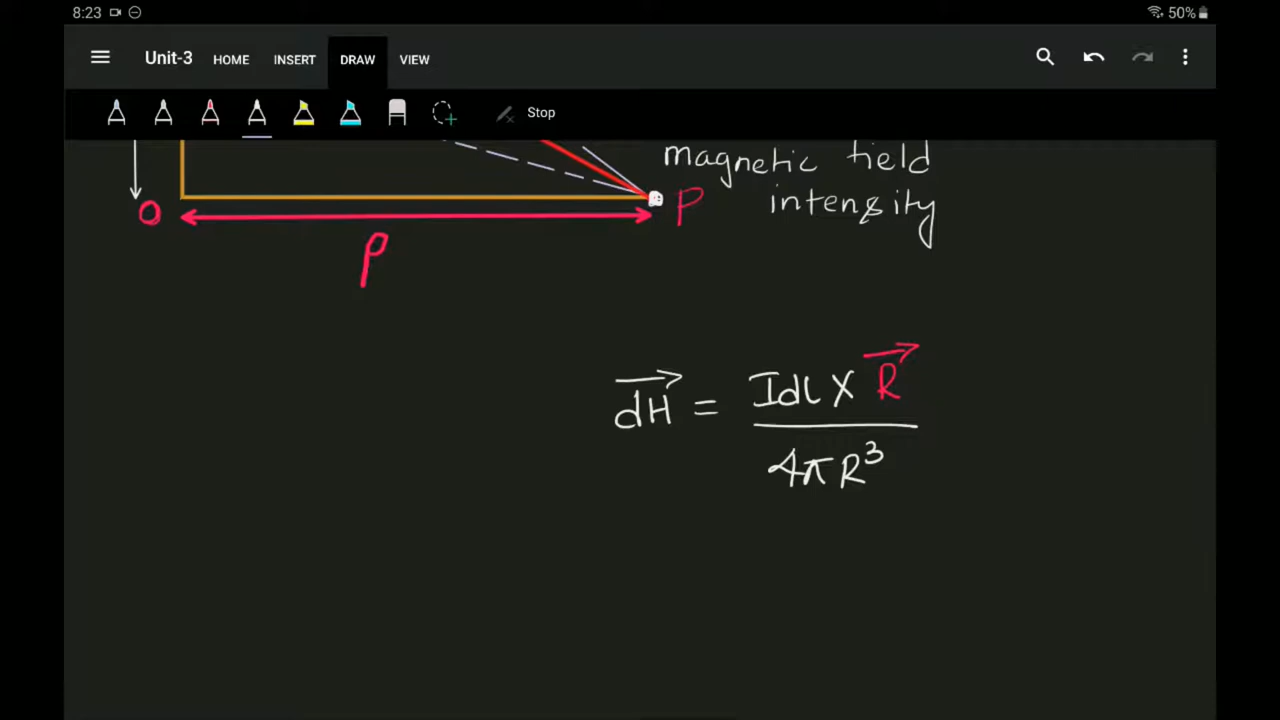 8:23 50%
Unit-3 HOME INSERT DRAW VIEW
Stop
magnetic field
O P intensity
ρ
dH = Idl X R
4πR³